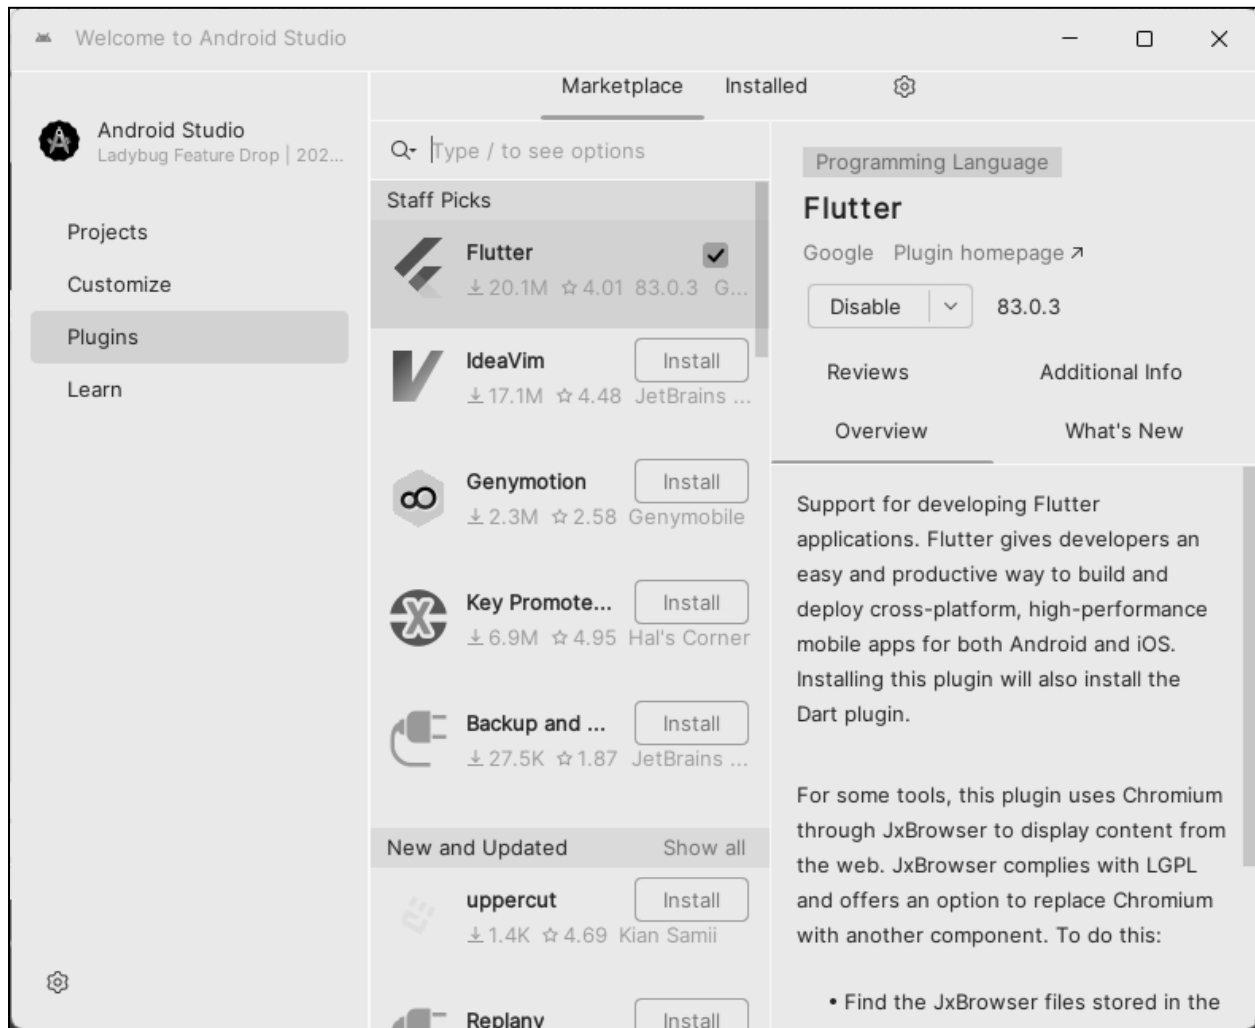 Welcome to Android Studio
Marketplace Installed
Android Studio
Ladybug Feature Drop | 202...
Projects
Customize
Plugins
Learn
Type / to see options
Staff Picks
Flutter
20.1M 4.01 83.0.3 G...
IdeaVim Install
17.1M 4.48 JetBrains ...
Genymotion Install
2.3M 2.58 Genymobile
Key Promote... Install
6.9M 4.95 Hal's Corner
Backup and ... Install
27.5K 1.87 JetBrains ...
New and Updated Show all
uppercut Install
1.4K 4.69 Kian Samii
Replany Install
Programming Language
Flutter
Google Plugin homepage ↗
Disable 83.0.3
Reviews Additional Info
Overview What's New
Support for developing Flutter
applications. Flutter gives developers an
easy and productive way to build and
deploy cross-platform, high-performance
mobile apps for both Android and iOS.
Installing this plugin will also install the
Dart plugin.
For some tools, this plugin uses Chromium
through JxBrowser to display content from
the web. JxBrowser complies with LGPL
and offers an option to replace Chromium
with another component. To do this:
• Find the JxBrowser files stored in the